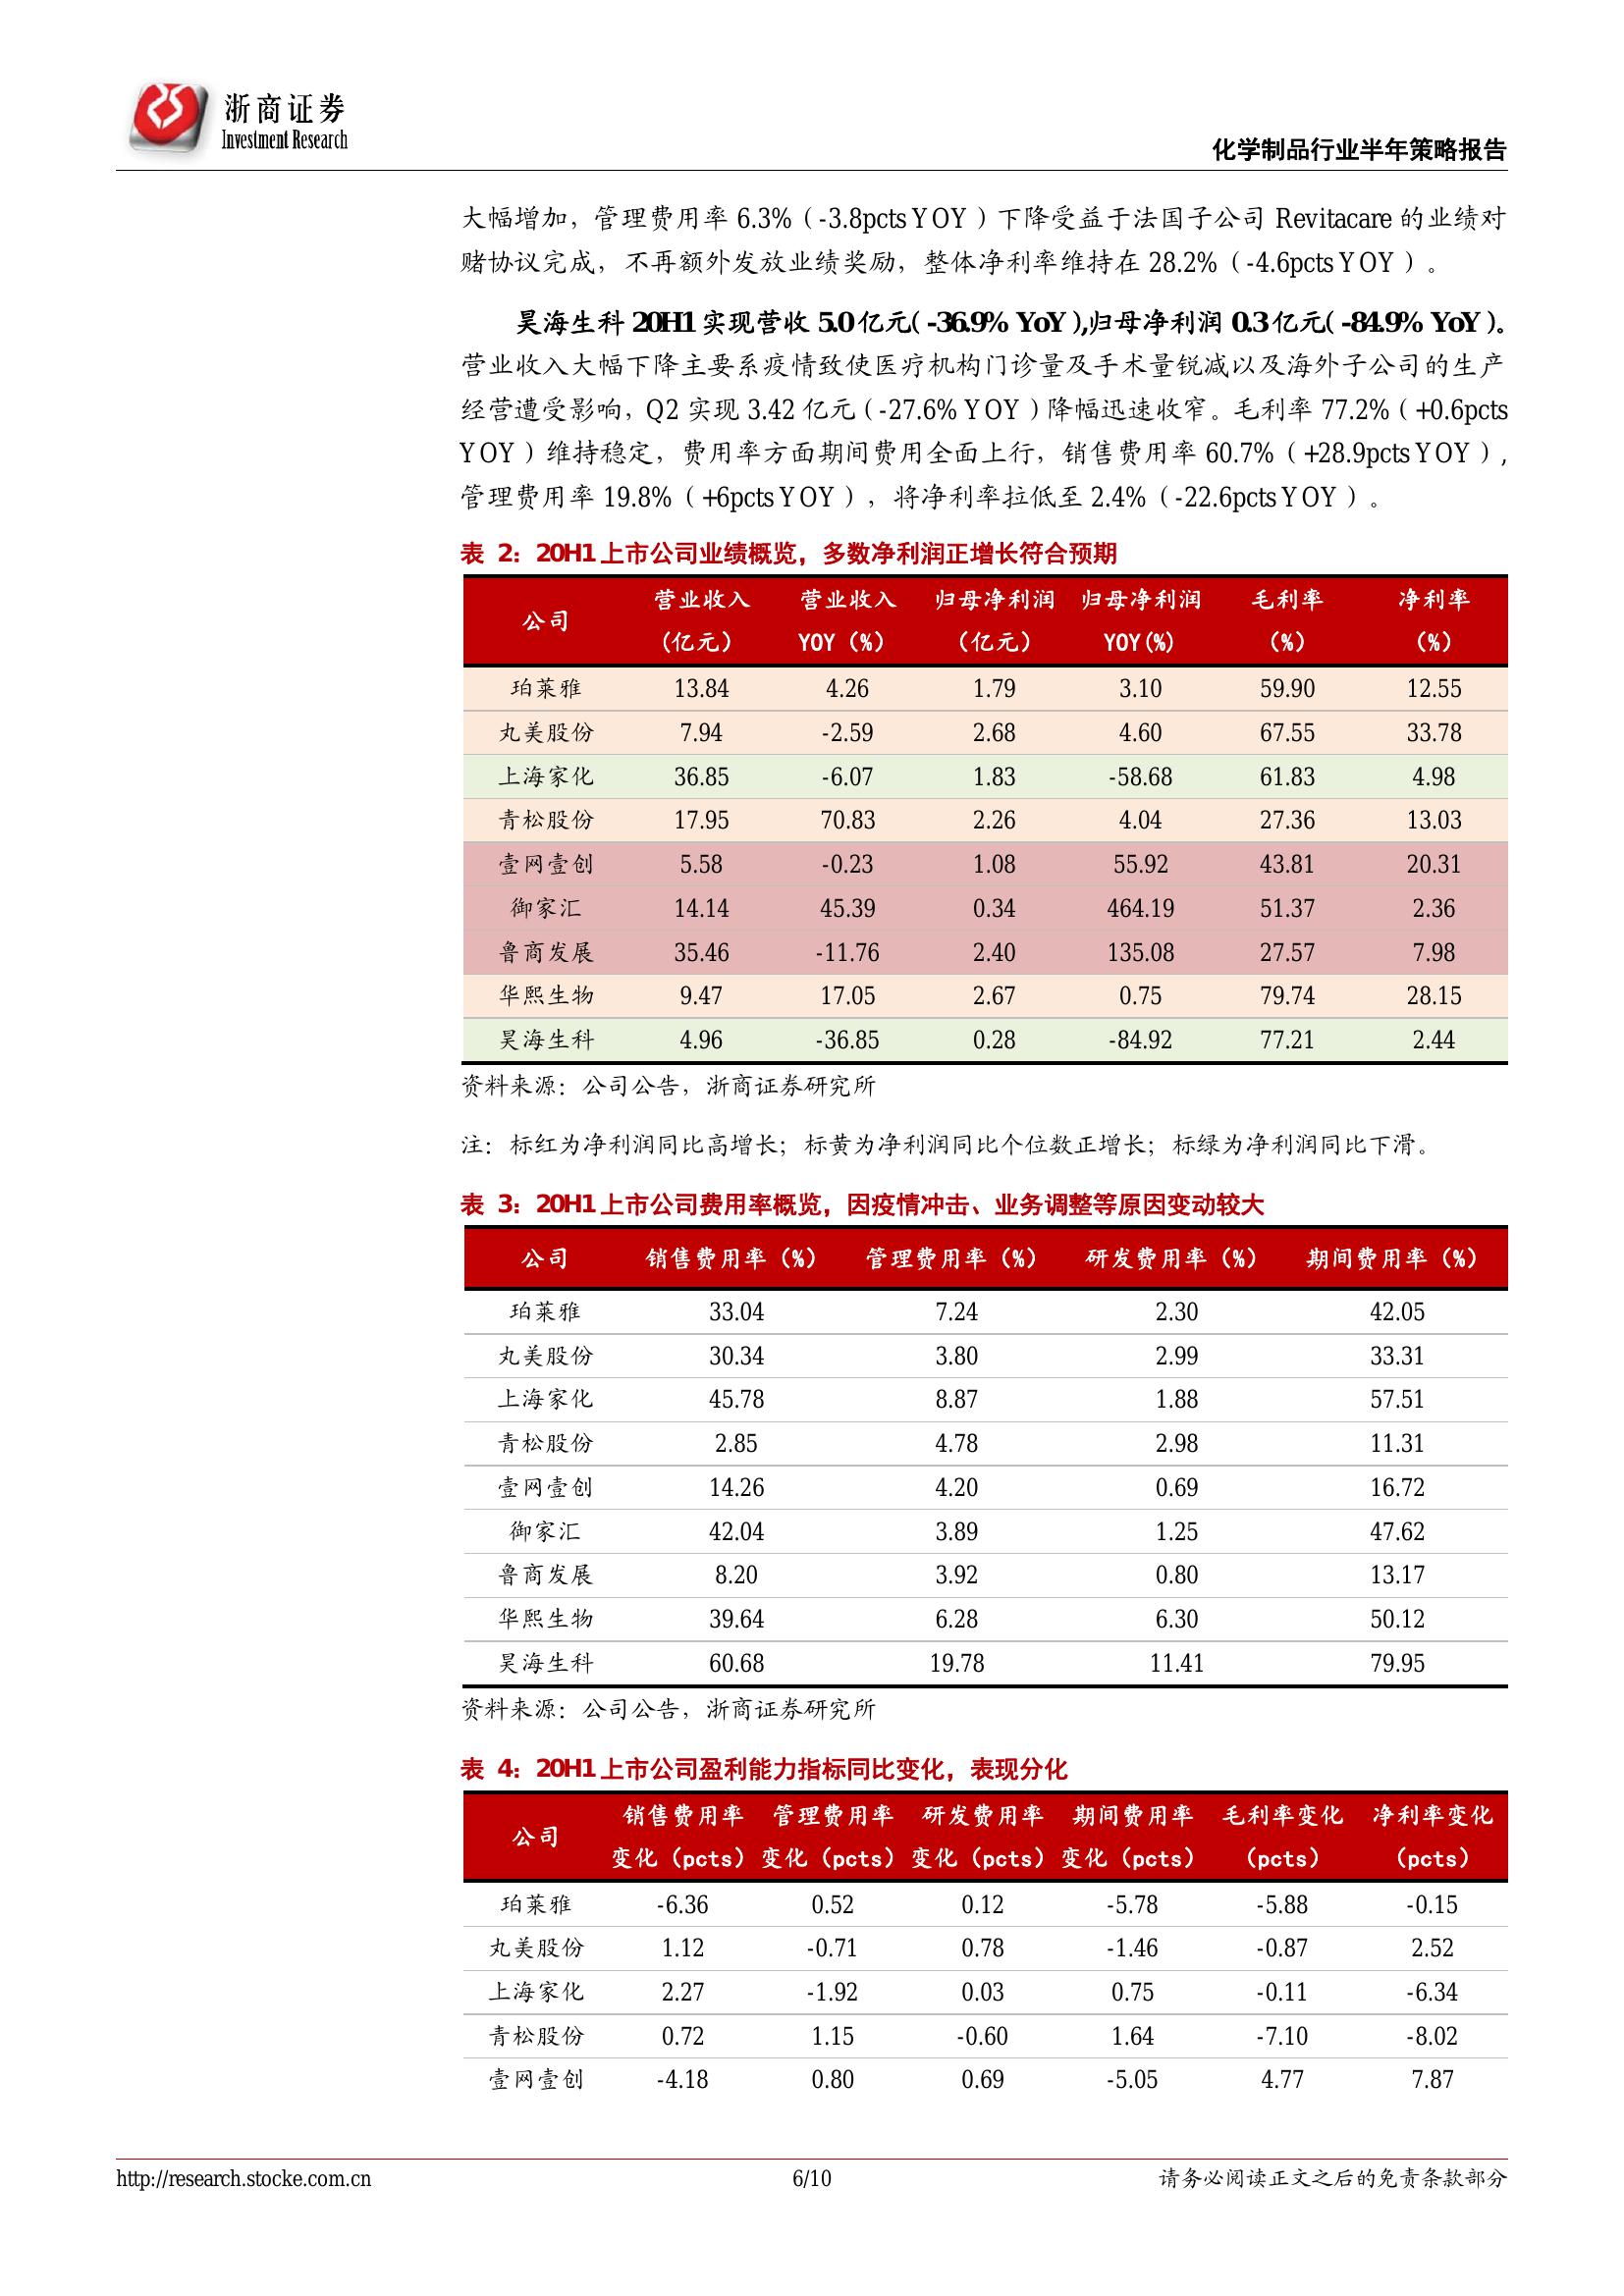 浙商证券
Investment Research
化学制品行业半年策略报告
大幅增加，管理费用率 6.3%（-3.8pcts YOY）下降受益于法国子公司 Revitacare 的业绩对
赌协议完成，不再额外发放业绩奖励，整体净利率维持在 28.2%（-4.6pcts YOY）。
昊海生科 20H1 实现营收 5.0 亿元（-36.9% YoY）,归母净利润 0.3 亿元（-84.9% YoY）。
营业收入大幅下降主要系疫情致使医疗机构门诊量及手术量锐减以及海外子公司的生产
经营遭受影响，Q2 实现 3.42 亿元（-27.6% YOY）降幅迅速收窄。毛利率 77.2%（+0.6pcts
YOY）维持稳定，费用率方面期间费用全面上行，销售费用率 60.7%（+28.9pcts YOY），
管理费用率 19.8%（+6pcts YOY），将净利率拉低至 2.4%（-22.6pcts YOY）。
表 2：20H1 上市公司业绩概览，多数净利润正增长符合预期
公司 营业收入 营业收入 归母净利润 归母净利润 毛利率 净利率
（亿元） YOY（%） （亿元） YOY(%) （%） （%）
珀莱雅 13.84 4.26 1.79 3.10 59.90 12.55
丸美股份 7.94 -2.59 2.68 4.60 67.55 33.78
上海家化 36.85 -6.07 1.83 -58.68 61.83 4.98
青松股份 17.95 70.83 2.26 4.04 27.36 13.03
壹网壹创 5.58 -0.23 1.08 55.92 43.81 20.31
御家汇 14.14 45.39 0.34 464.19 51.37 2.36
鲁商发展 35.46 -11.76 2.40 135.08 27.57 7.98
华熙生物 9.47 17.05 2.67 0.75 79.74 28.15
昊海生科 4.96 -36.85 0.28 -84.92 77.21 2.44
资料来源：公司公告，浙商证券研究所
注：标红为净利润同比高增长；标黄为净利润同比个位数正增长；标绿为净利润同比下滑。
表 3：20H1 上市公司费用率概览，因疫情冲击、业务调整等原因变动较大
公司 销售费用率（%） 管理费用率（%） 研发费用率（%） 期间费用率（%）
珀莱雅 33.04 7.24 2.30 42.05
丸美股份 30.34 3.80 2.99 33.31
上海家化 45.78 8.87 1.88 57.51
青松股份 2.85 4.78 2.98 11.31
壹网壹创 14.26 4.20 0.69 16.72
御家汇 42.04 3.89 1.25 47.62
鲁商发展 8.20 3.92 0.80 13.17
华熙生物 39.64 6.28 6.30 50.12
昊海生科 60.68 19.78 11.41 79.95
资料来源：公司公告，浙商证券研究所
表 4：20H1 上市公司盈利能力指标同比变化，表现分化
公司 销售费用率 管理费用率 研发费用率 期间费用率 毛利率变化 净利率变化
变化（pcts） 变化（pcts） 变化（pcts） 变化（pcts） （pcts） （pcts）
珀莱雅 -6.36 0.52 0.12 -5.78 -5.88 -0.15
丸美股份 1.12 -0.71 0.78 -1.46 -0.87 2.52
上海家化 2.27 -1.92 0.03 0.75 -0.11 -6.34
青松股份 0.72 1.15 -0.60 1.64 -7.10 -8.02
壹网壹创 -4.18 0.80 0.69 -5.05 4.77 7.87
http://research.stocke.com.cn 6/10 请务必阅读正文之后的免责条款部分